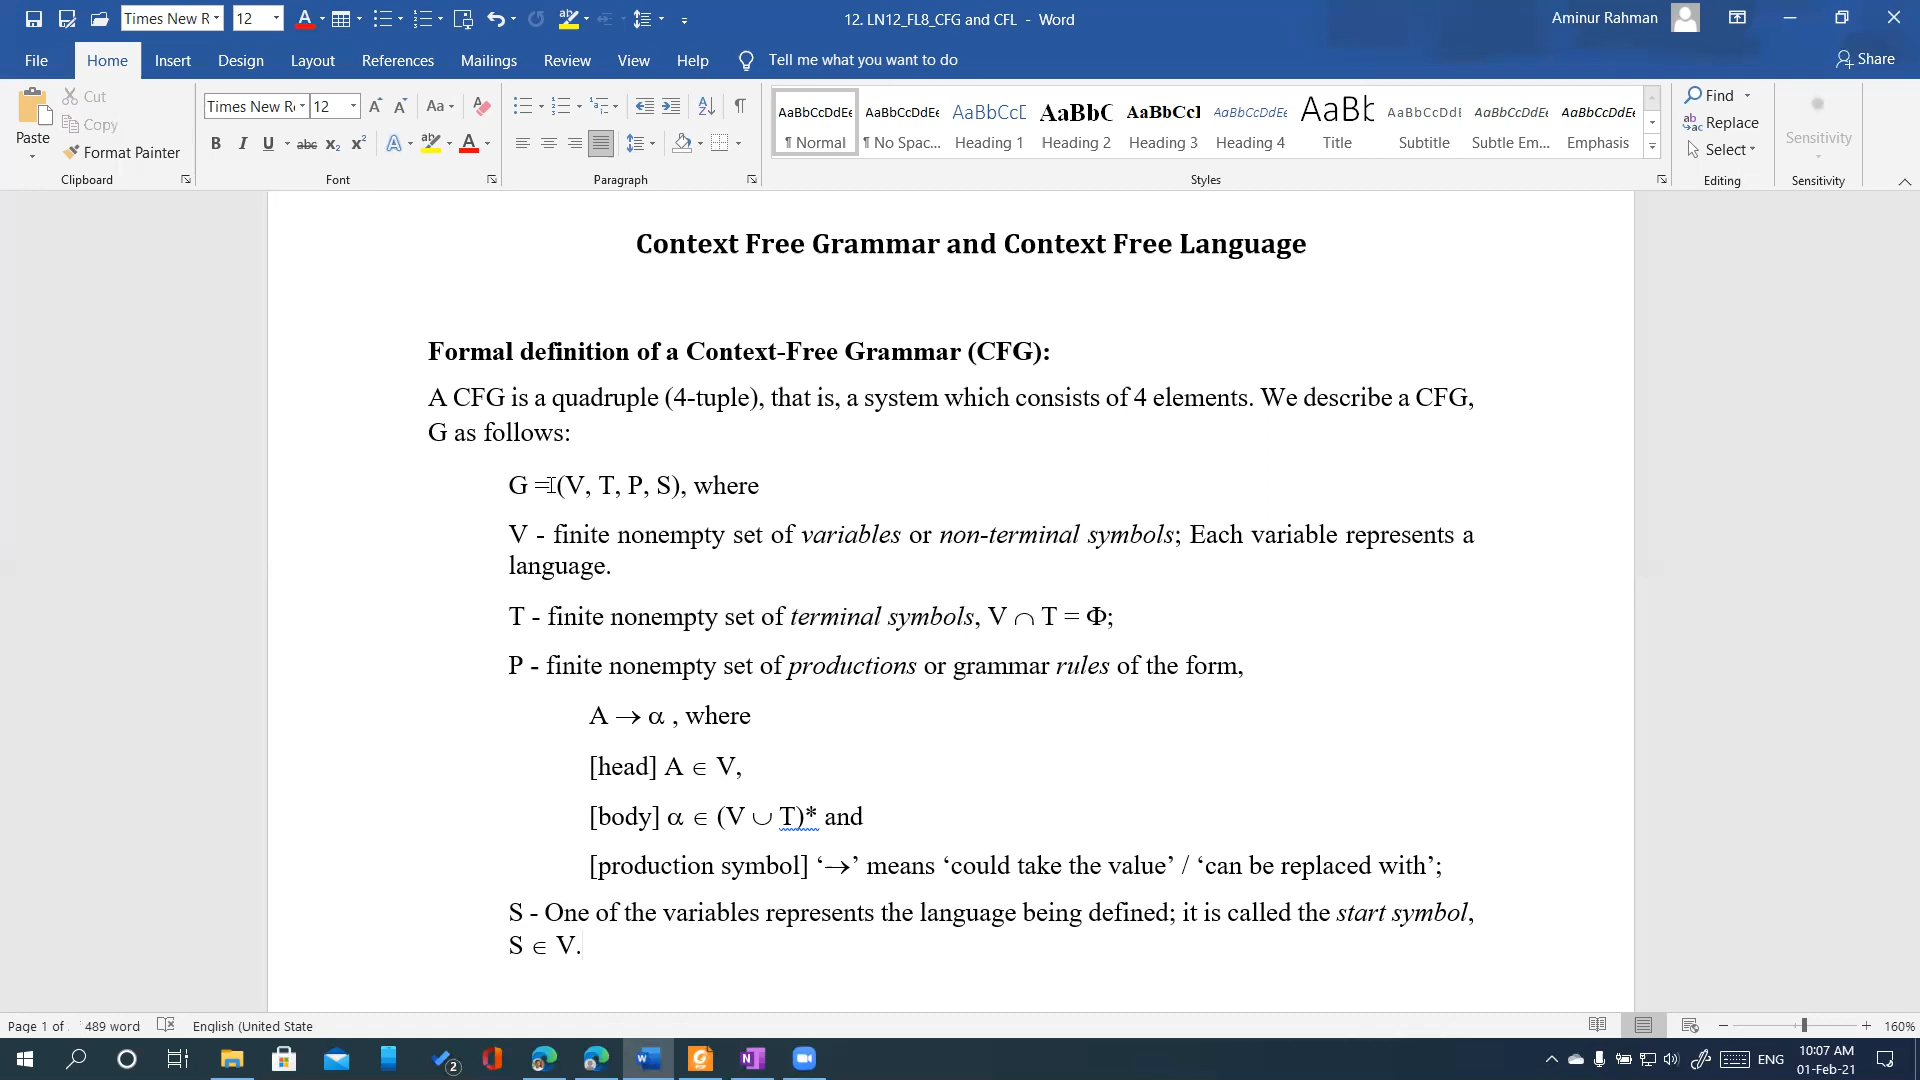 Times New R 12
12. LN12_FL8_CFG and CFL - Word
Aminur Rahman
File Home Insert Design Layout References Mailings Review View Help Tell me what you want to do
Share
Paste
Cut
Copy
Format Painter
Clipboard
Times New R 12
Aa
B I U abc x₂ x²
Font
Paragraph
AaBbCcDdEe AaBbCcDdEe AaBbCcD AaBbC AaBbCcI AaBbCcDdEe AaBb AaBbCcDdI AaBbCcDdEe AaBbCcDdEe
¶ Normal ¶ No Spac... Heading 1 Heading 2 Heading 3 Heading 4 Title Subtitle Subtle Em... Emphasis
Styles
Find
Replace
Select
Editing
Sensitivity
Sensitivity
Context Free Grammar and Context Free Language
Formal definition of a Context-Free Grammar (CFG):
A CFG is a quadruple (4-tuple), that is, a system which consists of 4 elements. We describe a CFG,
G as follows:
G =(V, T, P, S), where
V - finite nonempty set of variables or non-terminal symbols; Each variable represents a
language.
T - finite nonempty set of terminal symbols, V ∩ T = Φ;
P - finite nonempty set of productions or grammar rules of the form,
A → α , where
[head] A ∈ V,
[body] α ∈ (V ∪ T)* and
[production symbol] ‘→’ means ‘could take the value’ / ‘can be replaced with’;
S - One of the variables represents the language being defined; it is called the start symbol,
S ∈ V.
Page 1 of 489 word English (United State
160%
2
ENG
10:07 AM
01-Feb-21